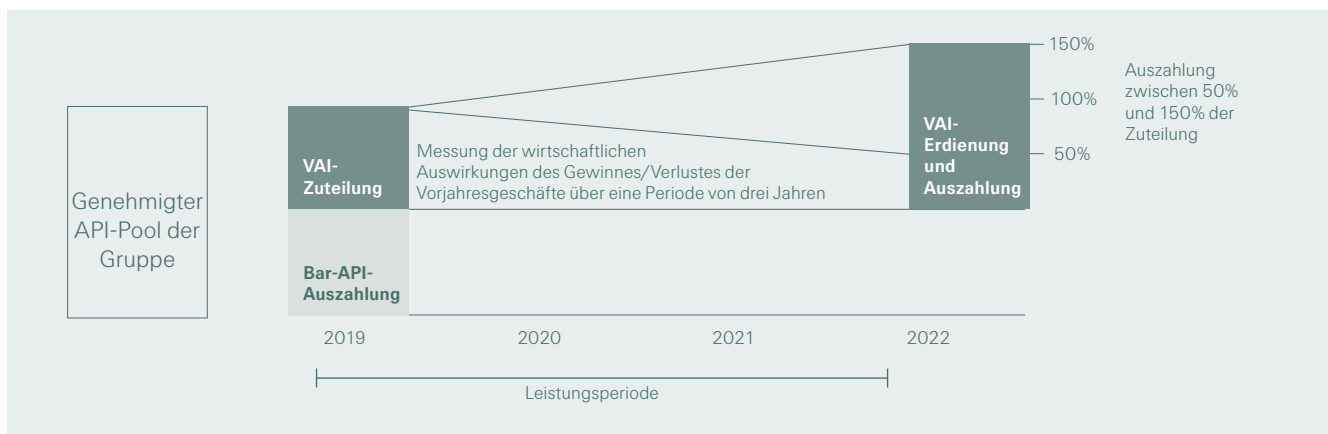 Genehmigter
API-Pool der
Gruppe
VAI-
Zuteilung
Bar-API-
Auszahlung
Messung der wirtschaftlichen
Auswirkungen des Gewinnes/Verlustes der
Vorjahresgeschäfte über eine Periode von drei Jahren
VAI-
Erdienung
und
Auszahlung
150%
100%
50%
Auszahlung
zwischen 50%
und 150% der
Zuteilung
2019
2020
2021
2022
Leistungsperiode